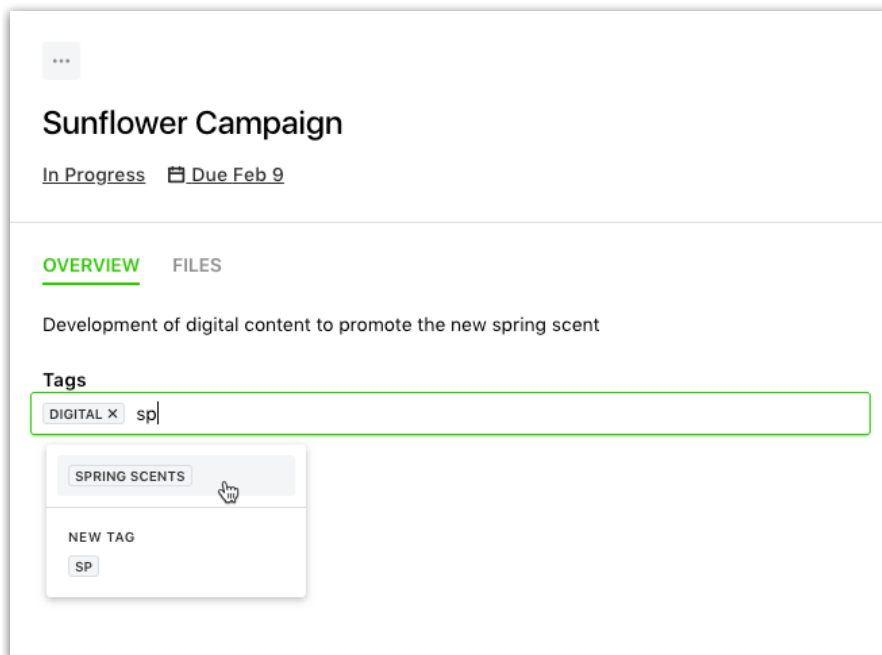 ...
Sunflower Campaign
In Progress Due Feb 9
OVERVIEW FILES
Development of digital content to promote the new spring scent
Tags
DIGITAL × sp
SPRING SCENTS
NEW TAG
SP